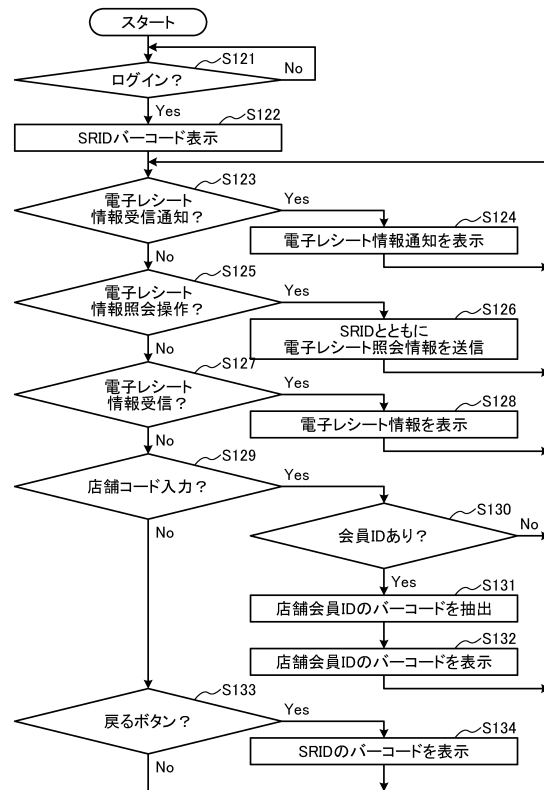 スタート
S121
ログイン？
No
Yes
S122
SRIDバーコード表示
S123
電子レシート
情報受信通知？
Yes
S124
電子レシート情報通知を表示
No
S125
電子レシート
情報照会操作？
Yes
S126
SRIDとともに
電子レシート照会情報を送信
No
S127
電子レシート
情報受信？
Yes
S128
電子レシート情報を表示
No
S129
店舗コード入力？
Yes
S130
会員IDあり？
No
No
Yes
S131
店舗会員IDのバーコードを抽出
S132
店舗会員IDのバーコードを表示
S133
戻るボタン？
Yes
S134
SRIDのバーコードを表示
No